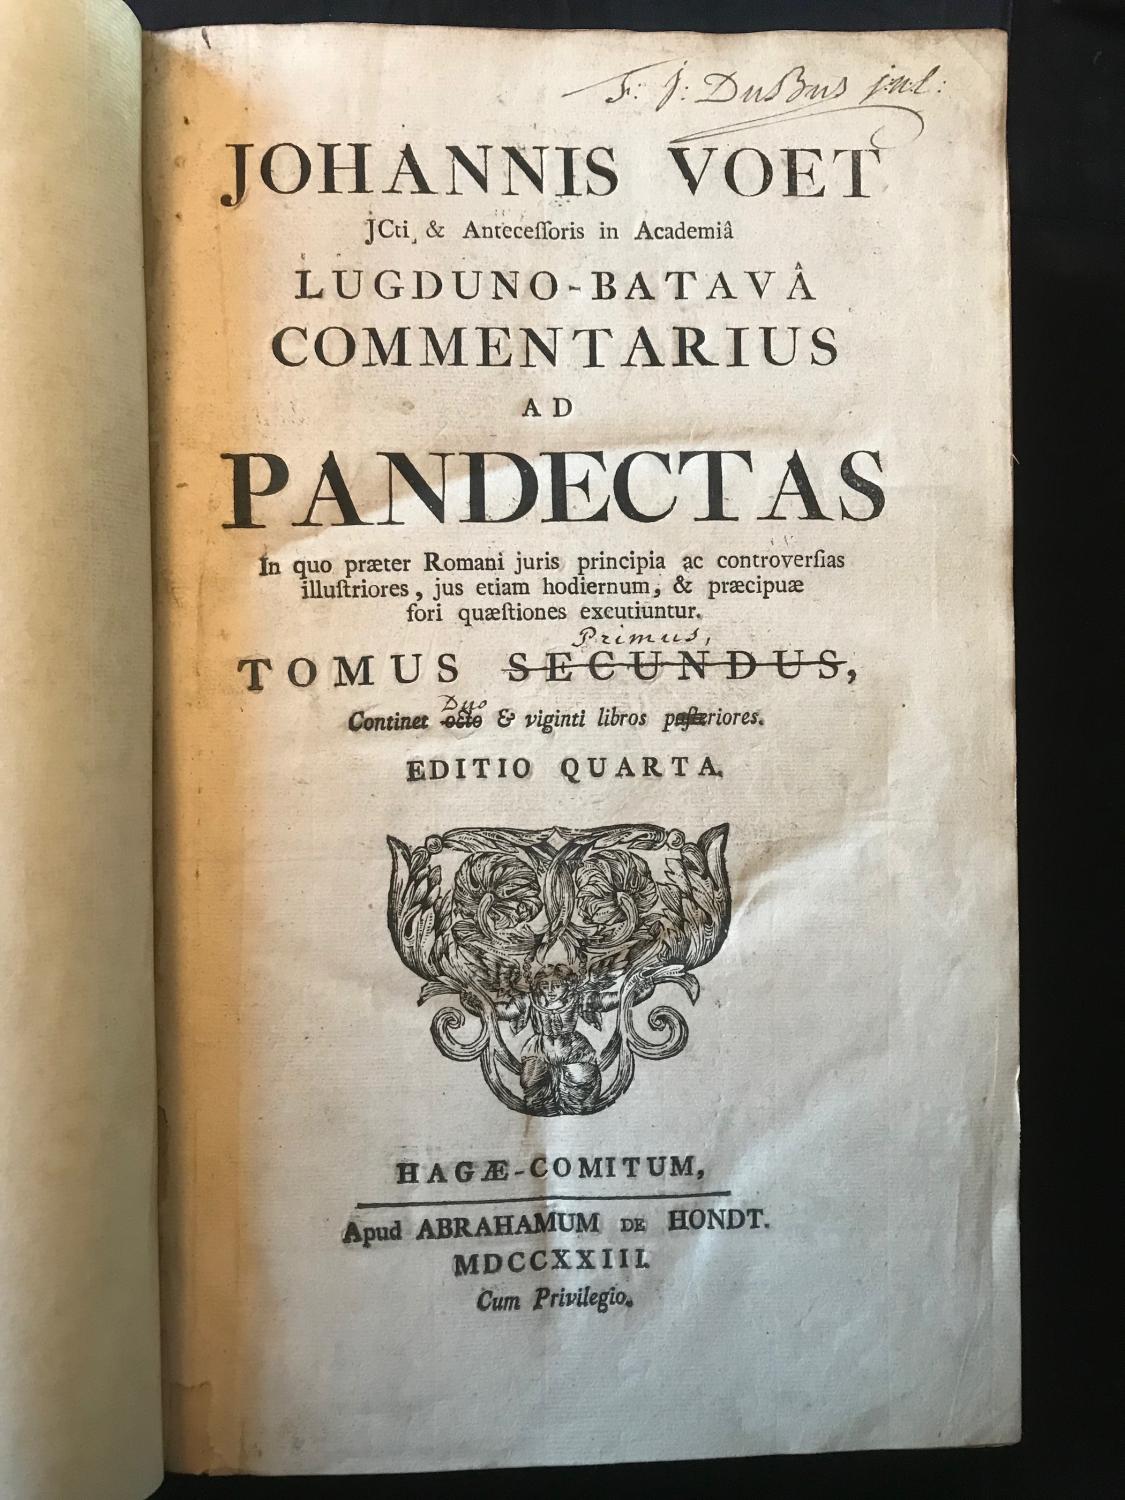 F: J: DuBus jul:
JOHANNIS VOET
JCti, & Anteceſſoris in Academiâ
LUGDUNO-BATAVÂ
COMMENTARIUS
AD
PANDECTAS
In quo præter Romani juris principia ac controverſias
illuſtriores, jus etiam hodiernum, & præcipuæ
fori quæſtiones excutiuntur.
Primus,
TOMUS SECUNDUS,
Duo
Continet octo & viginti libros poſteriores.
EDITIO QUARTA.
HAGÆ-COMITUM,
Apud ABRAHAMUM DE HONDT.
MDCCXXIII.
Cum Privilegio.